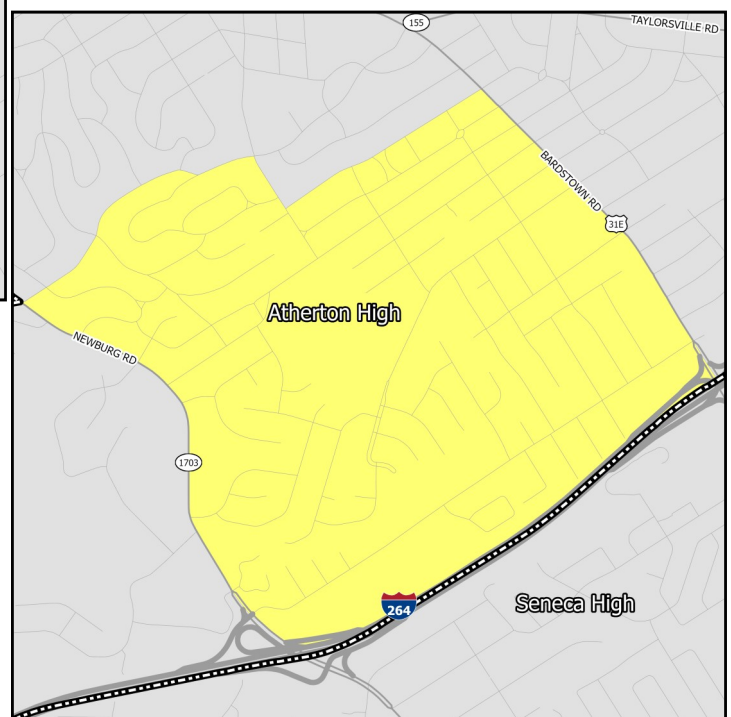 155
TAYLORSVILLE RD
BARDSTOWN RD
31E
Atherton High
NEWBURG RD
1703
264
Seneca High